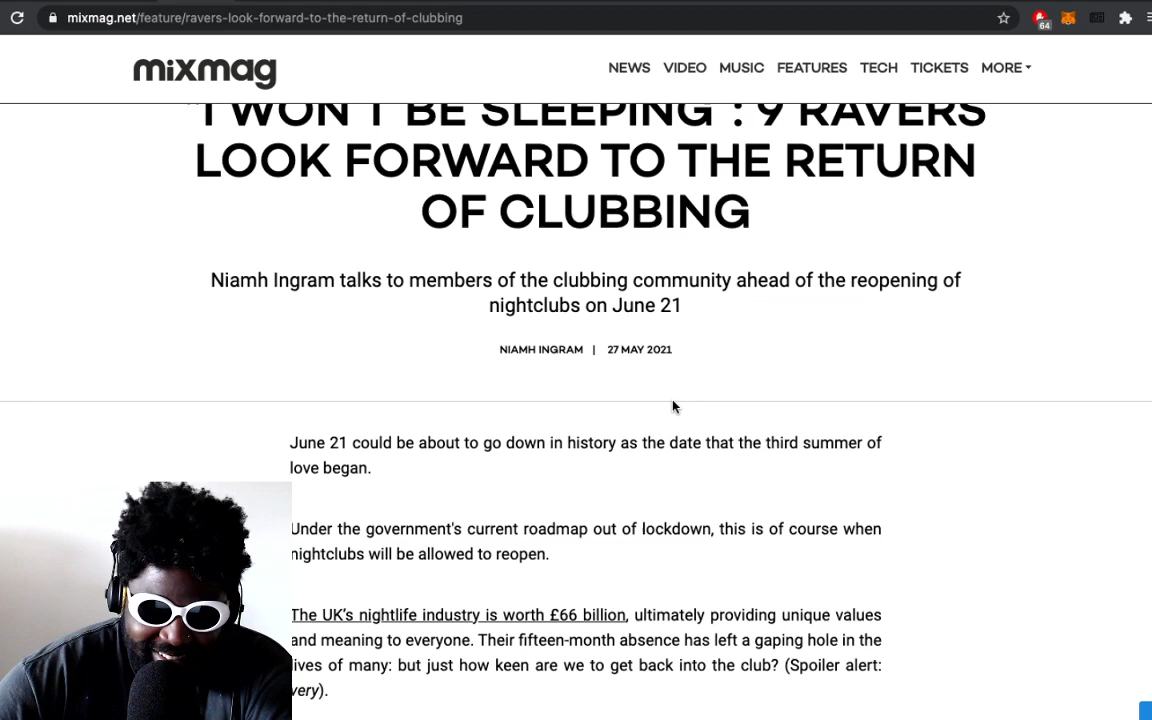 mixmag.net/feature/ravers-look-forward-to-the-return-of-clubbing
64
mixmag
NEWS VIDEO MUSIC FEATURES TECH TICKETS MORE
"I WON'T BE SLEEPING": 9 RAVERS
LOOK FORWARD TO THE RETURN
OF CLUBBING
Niamh Ingram talks to members of the clubbing community ahead of the reopening of
nightclubs on June 21
NIAMH INGRAM | 27 MAY 2021
June 21 could be about to go down in history as the date that the third summer of
love began.
Under the government's current roadmap out of lockdown, this is of course when
nightclubs will be allowed to reopen.
The UK's nightlife industry is worth £66 billion, ultimately providing unique values
and meaning to everyone. Their fifteen-month absence has left a gaping hole in the
lives of many: but just how keen are we to get back into the club? (Spoiler alert:
very).